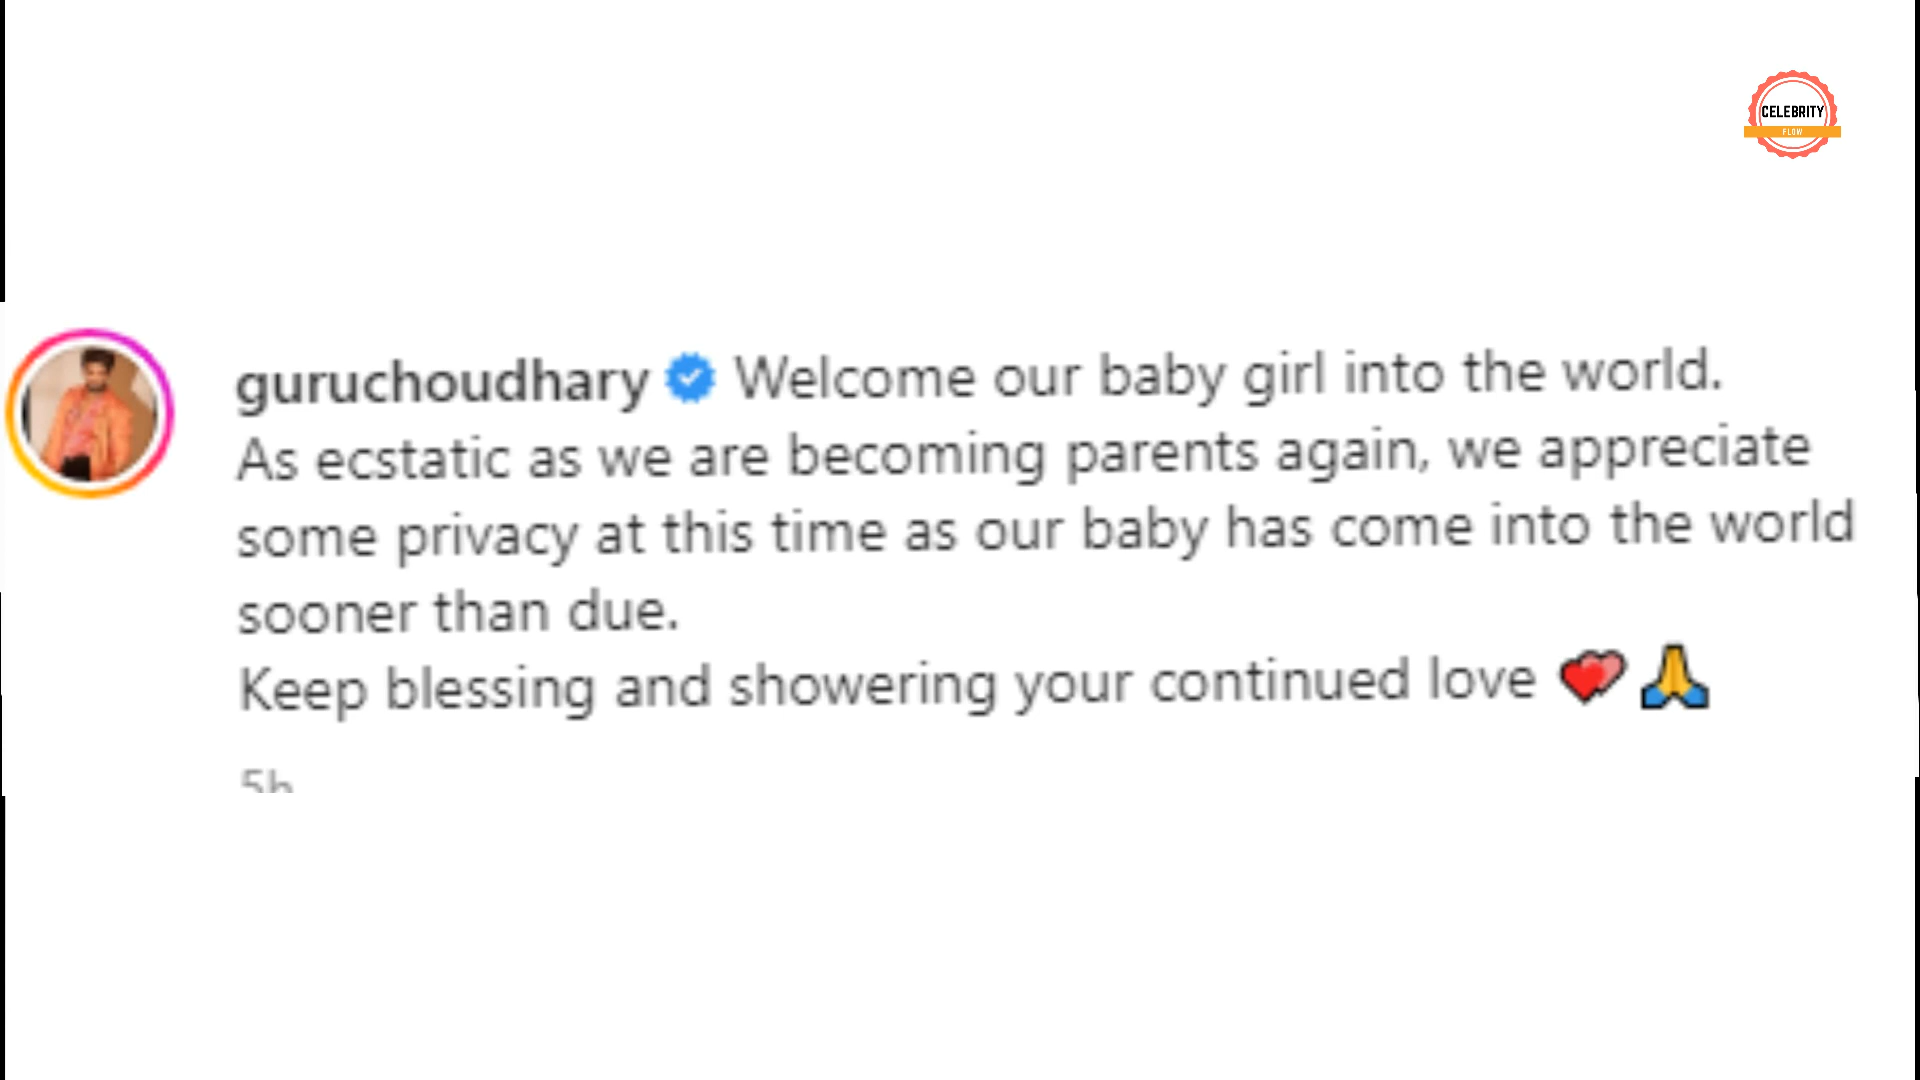 CELEBRITY
FLOW
guruchoudhary Welcome our baby girl into the world.
As ecstatic as we are becoming parents again, we appreciate
some privacy at this time as our baby has come into the world
sooner than due.
Keep blessing and showering your continued love 💕🙏
5h